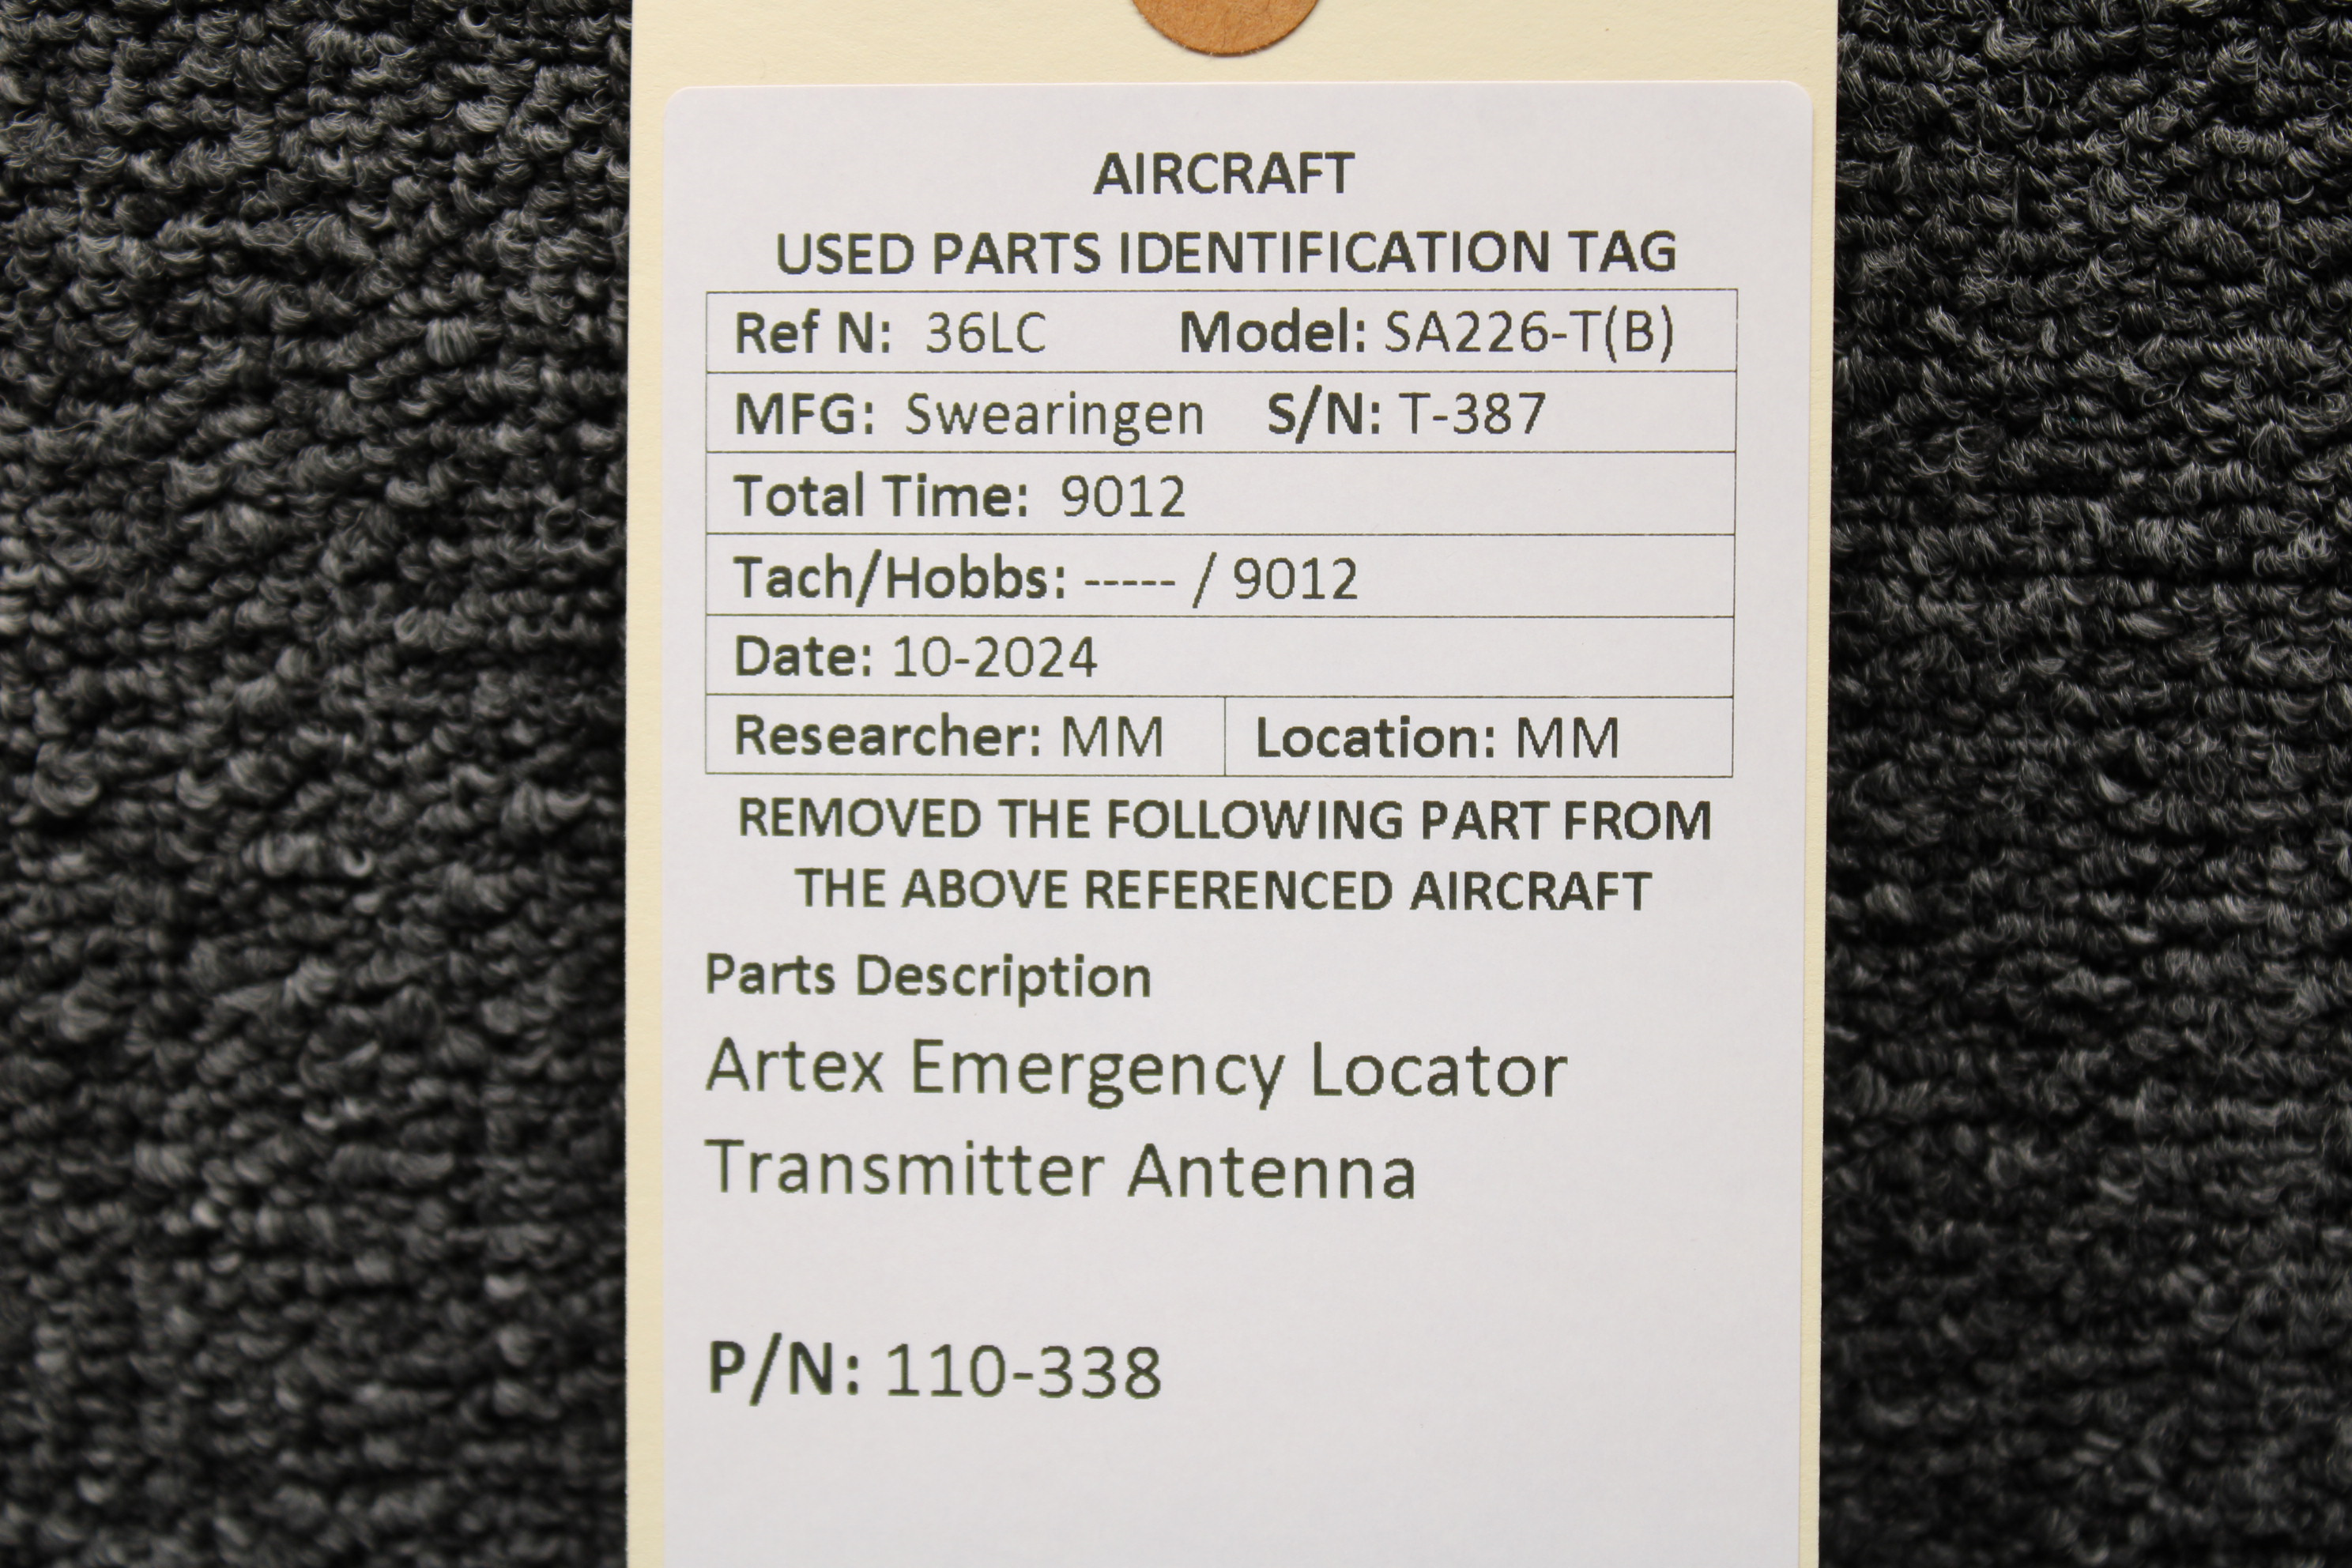 AIRCRAFT
USED PARTS IDENTIFICATION TAG
Ref N: 36LC Model: SA226-T(B)
MFG: Swearingen S/N: T-387
Total Time: 9012
Tach/Hobbs: ----- / 9012
Date: 10-2024
Researcher: MM Location: MM
REMOVED THE FOLLOWING PART FROM
THE ABOVE REFERENCED AIRCRAFT
Parts Description
Artex Emergency Locator
Transmitter Antenna
P/N: 110-338